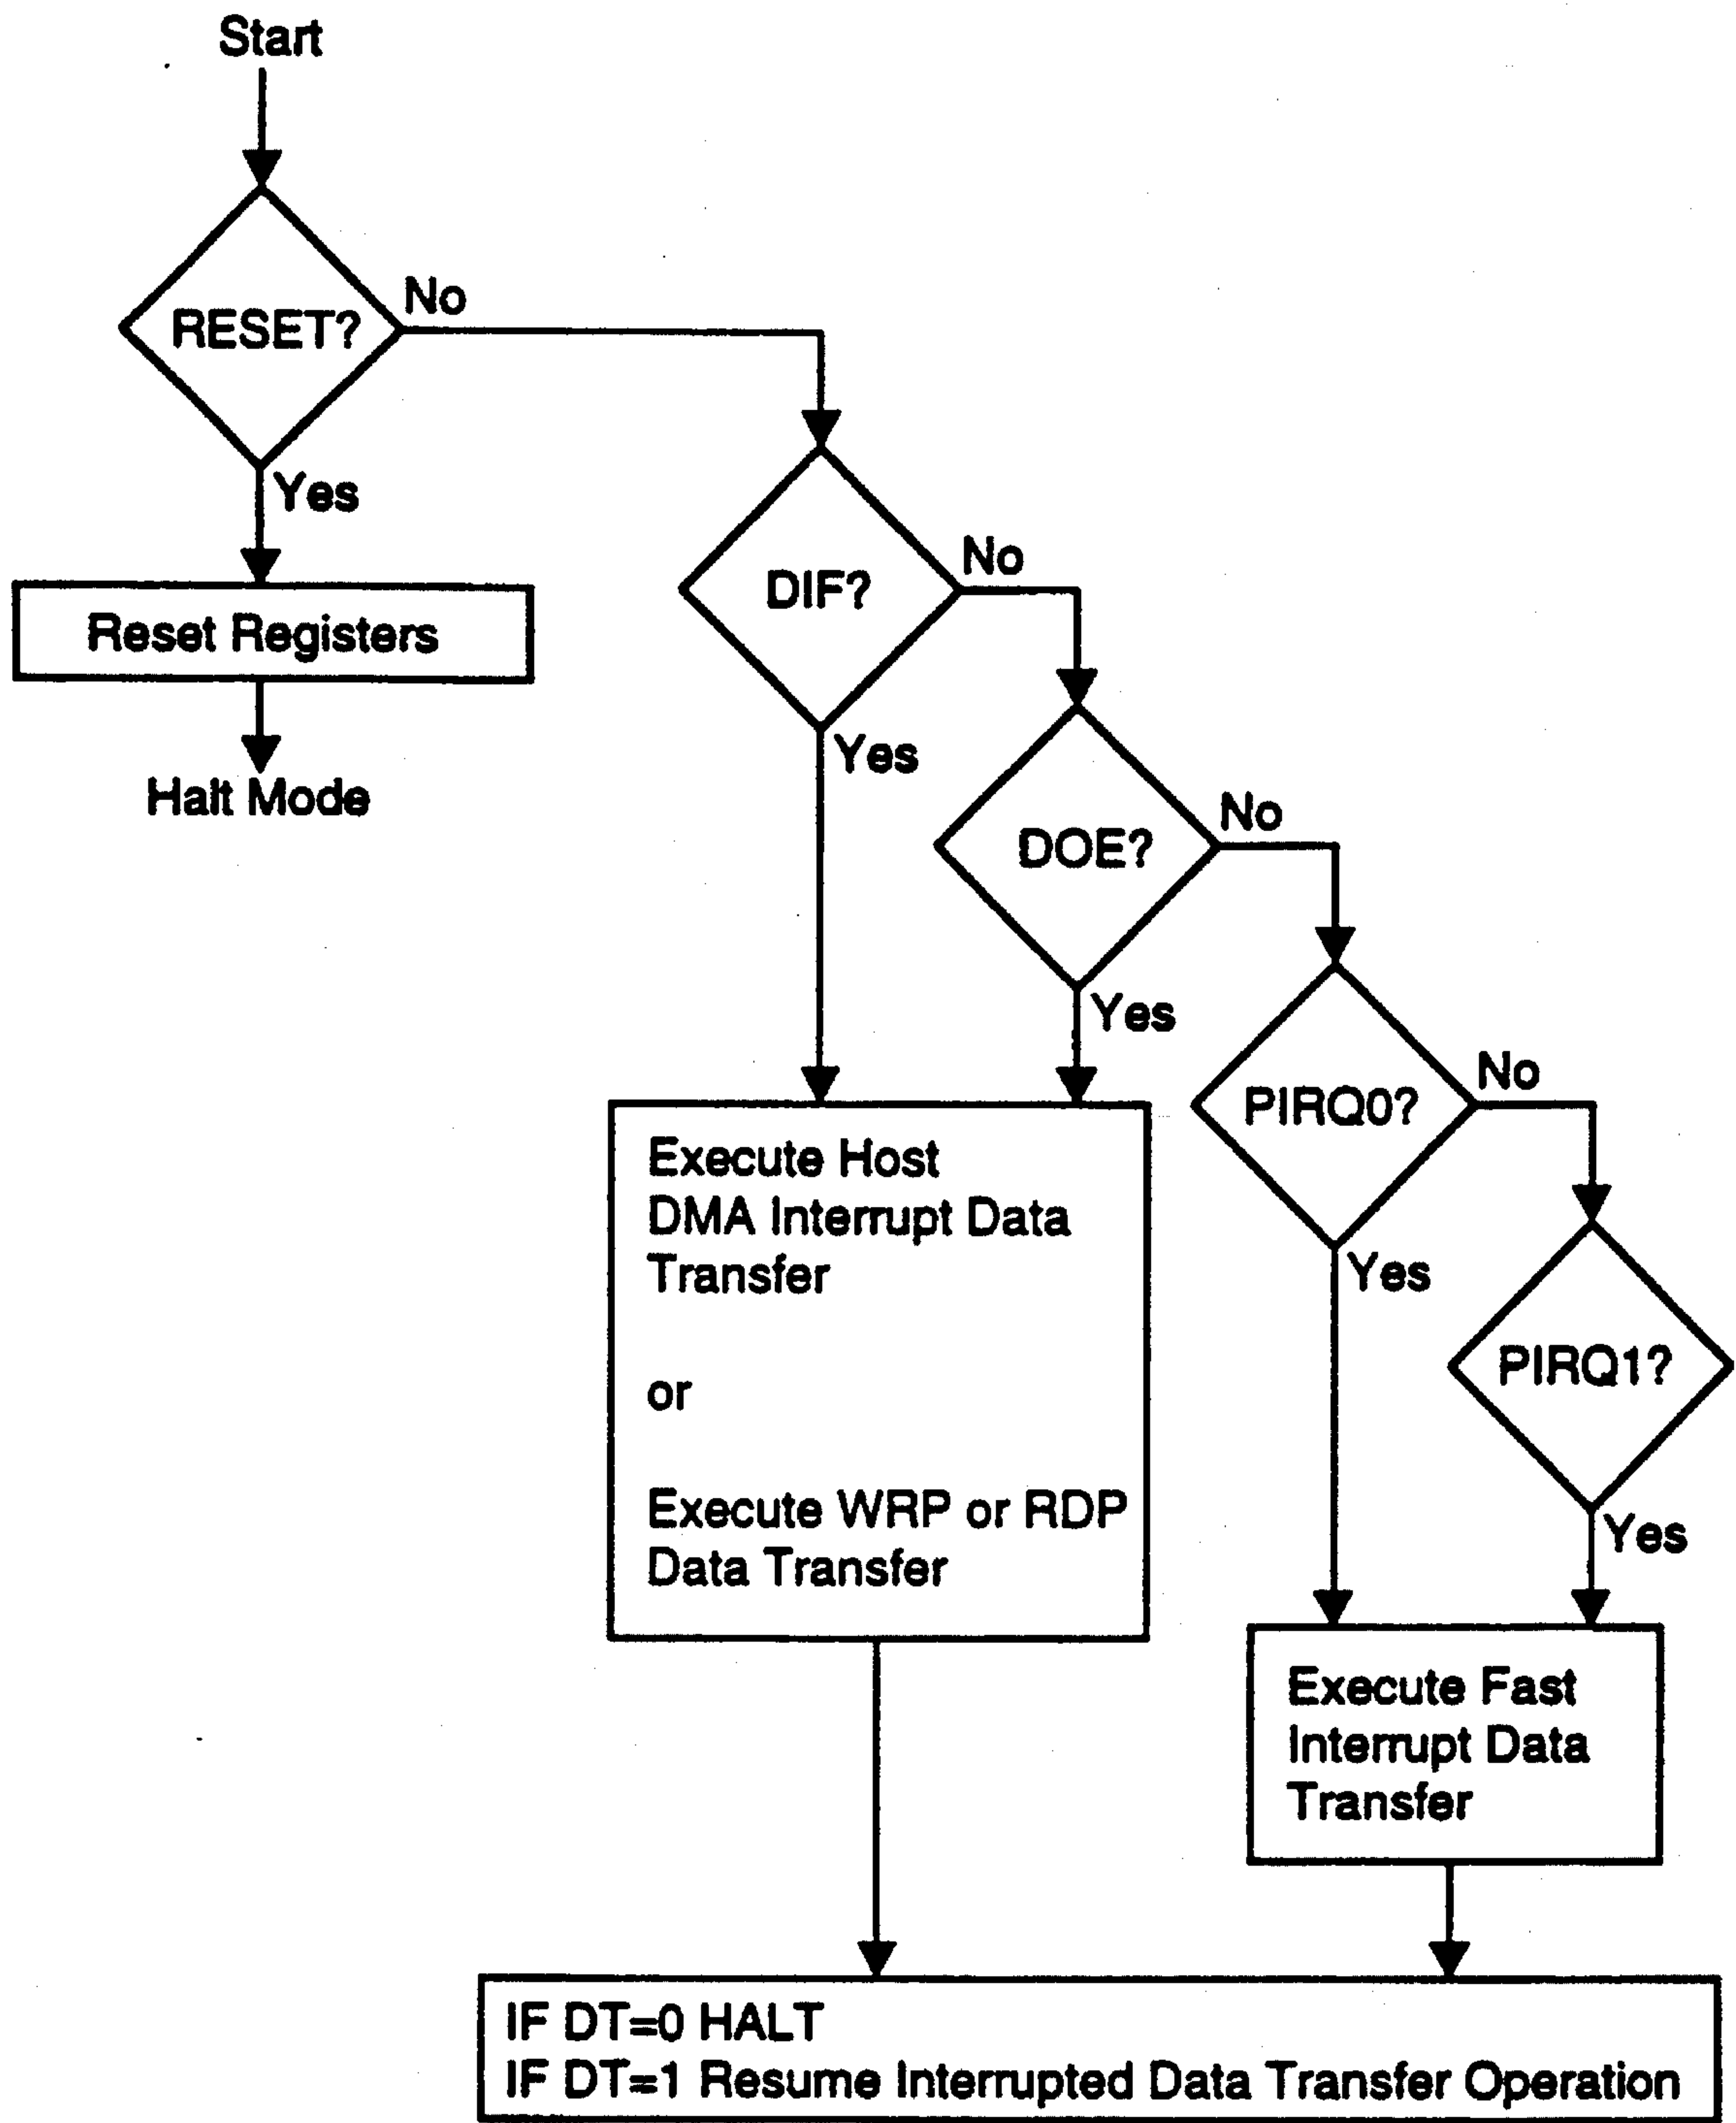 Start
RESET?
No
Yes
Reset Registers
Halt Mode
DIF?
No
Yes
DOE?
No
Yes
PIRQ0?
No
Yes
PIRQ1?
Yes
Execute Host
DMA Interrupt Data
Transfer
or
Execute WRP or RDP
Data Transfer
Execute Fast
Interrupt Data
Transfer
IF DT=0 HALT
IF DT=1 Resume Interrupted Data Transfer Operation